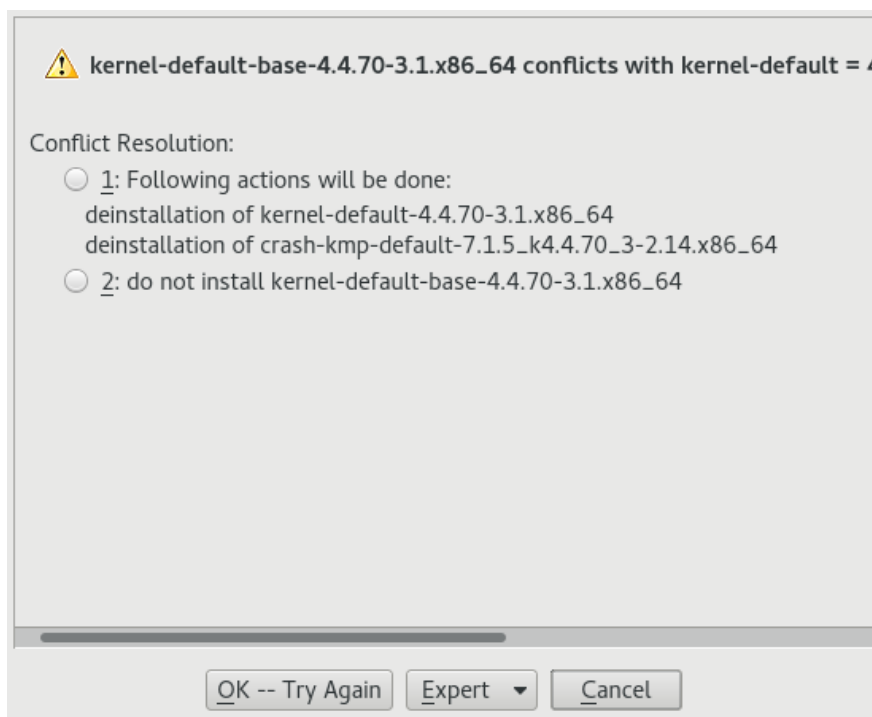 kernel-default-base-4.4.70-3.1.x86_64 conflicts with kernel-default =
Conflict Resolution:
1: Following actions will be done:
deinstallation of kernel-default-4.4.70-3.1.x86_64
deinstallation of crash-kmp-default-7.1.5_k4.4.70_3-2.14.x86_64
2: do not install kernel-default-base-4.4.70-3.1.x86_64
OK -- Try Again Expert Cancel